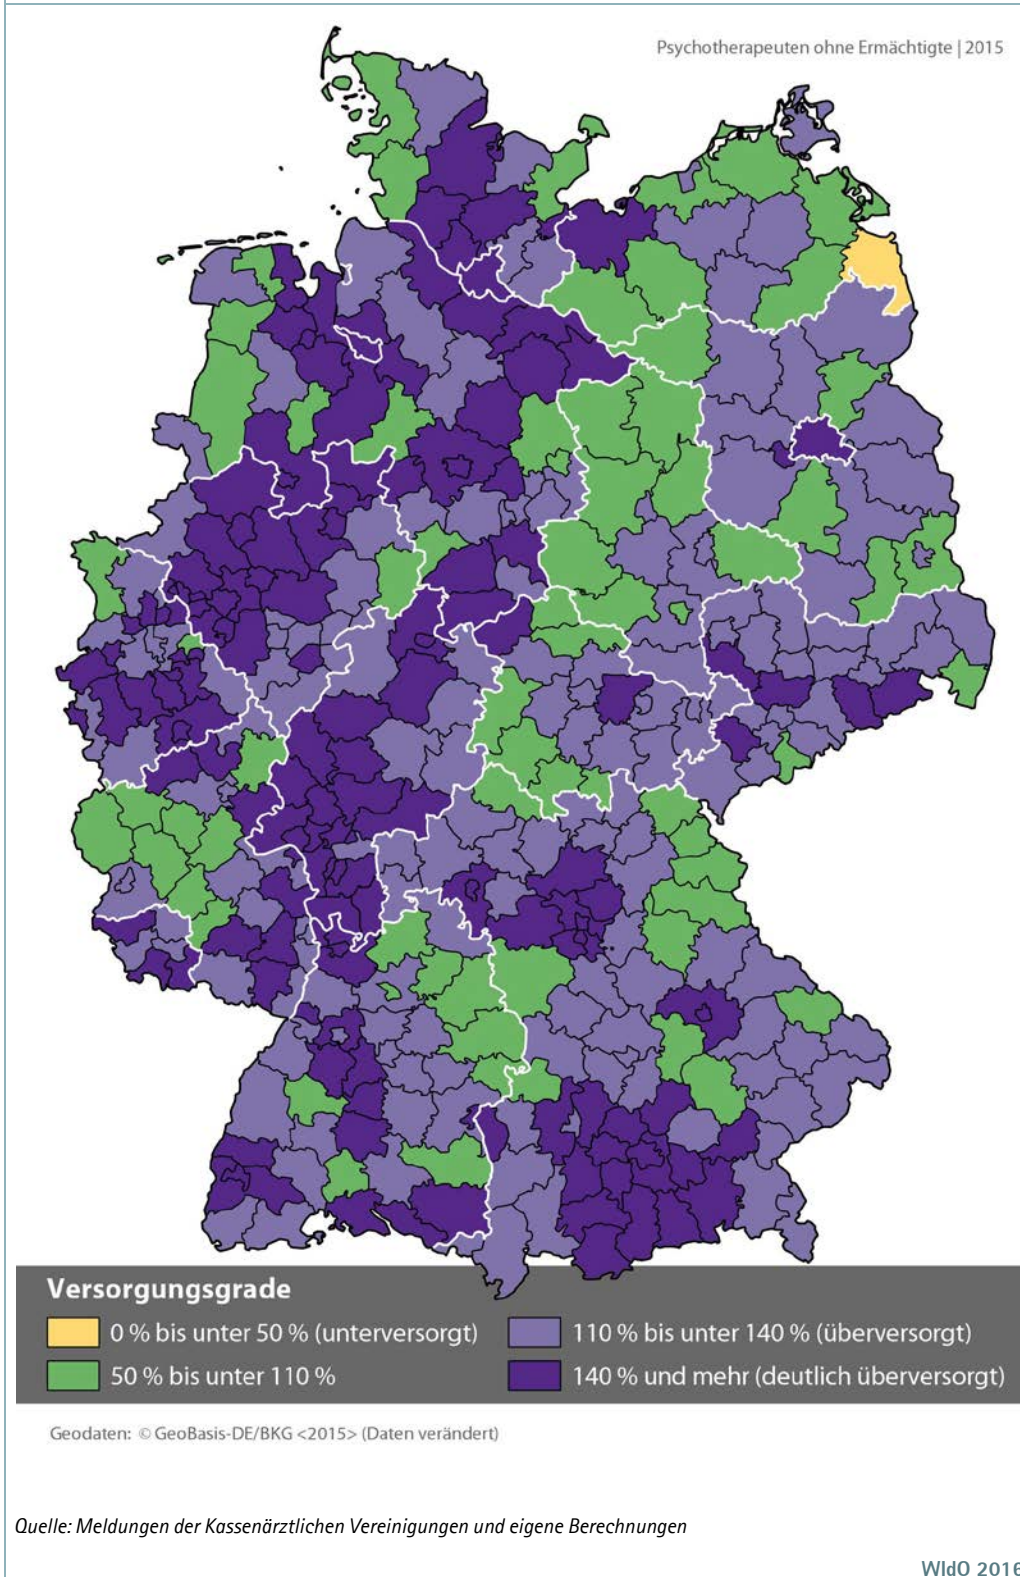 Psychotherapeuten ohne Ermächtigte | 2015
Versorgungsgrade
0 % bis unter 50 % (unterversorgt)
50 % bis unter 110 %
110 % bis unter 140 % (überversorgt)
140 % und mehr (deutlich überversorgt)
Geodaten: © GeoBasis-DE/BKG <2015> (Daten verändert)
Quelle: Meldungen der Kassenärztlichen Vereinigungen und eigene Berechnungen
WIdO 2016